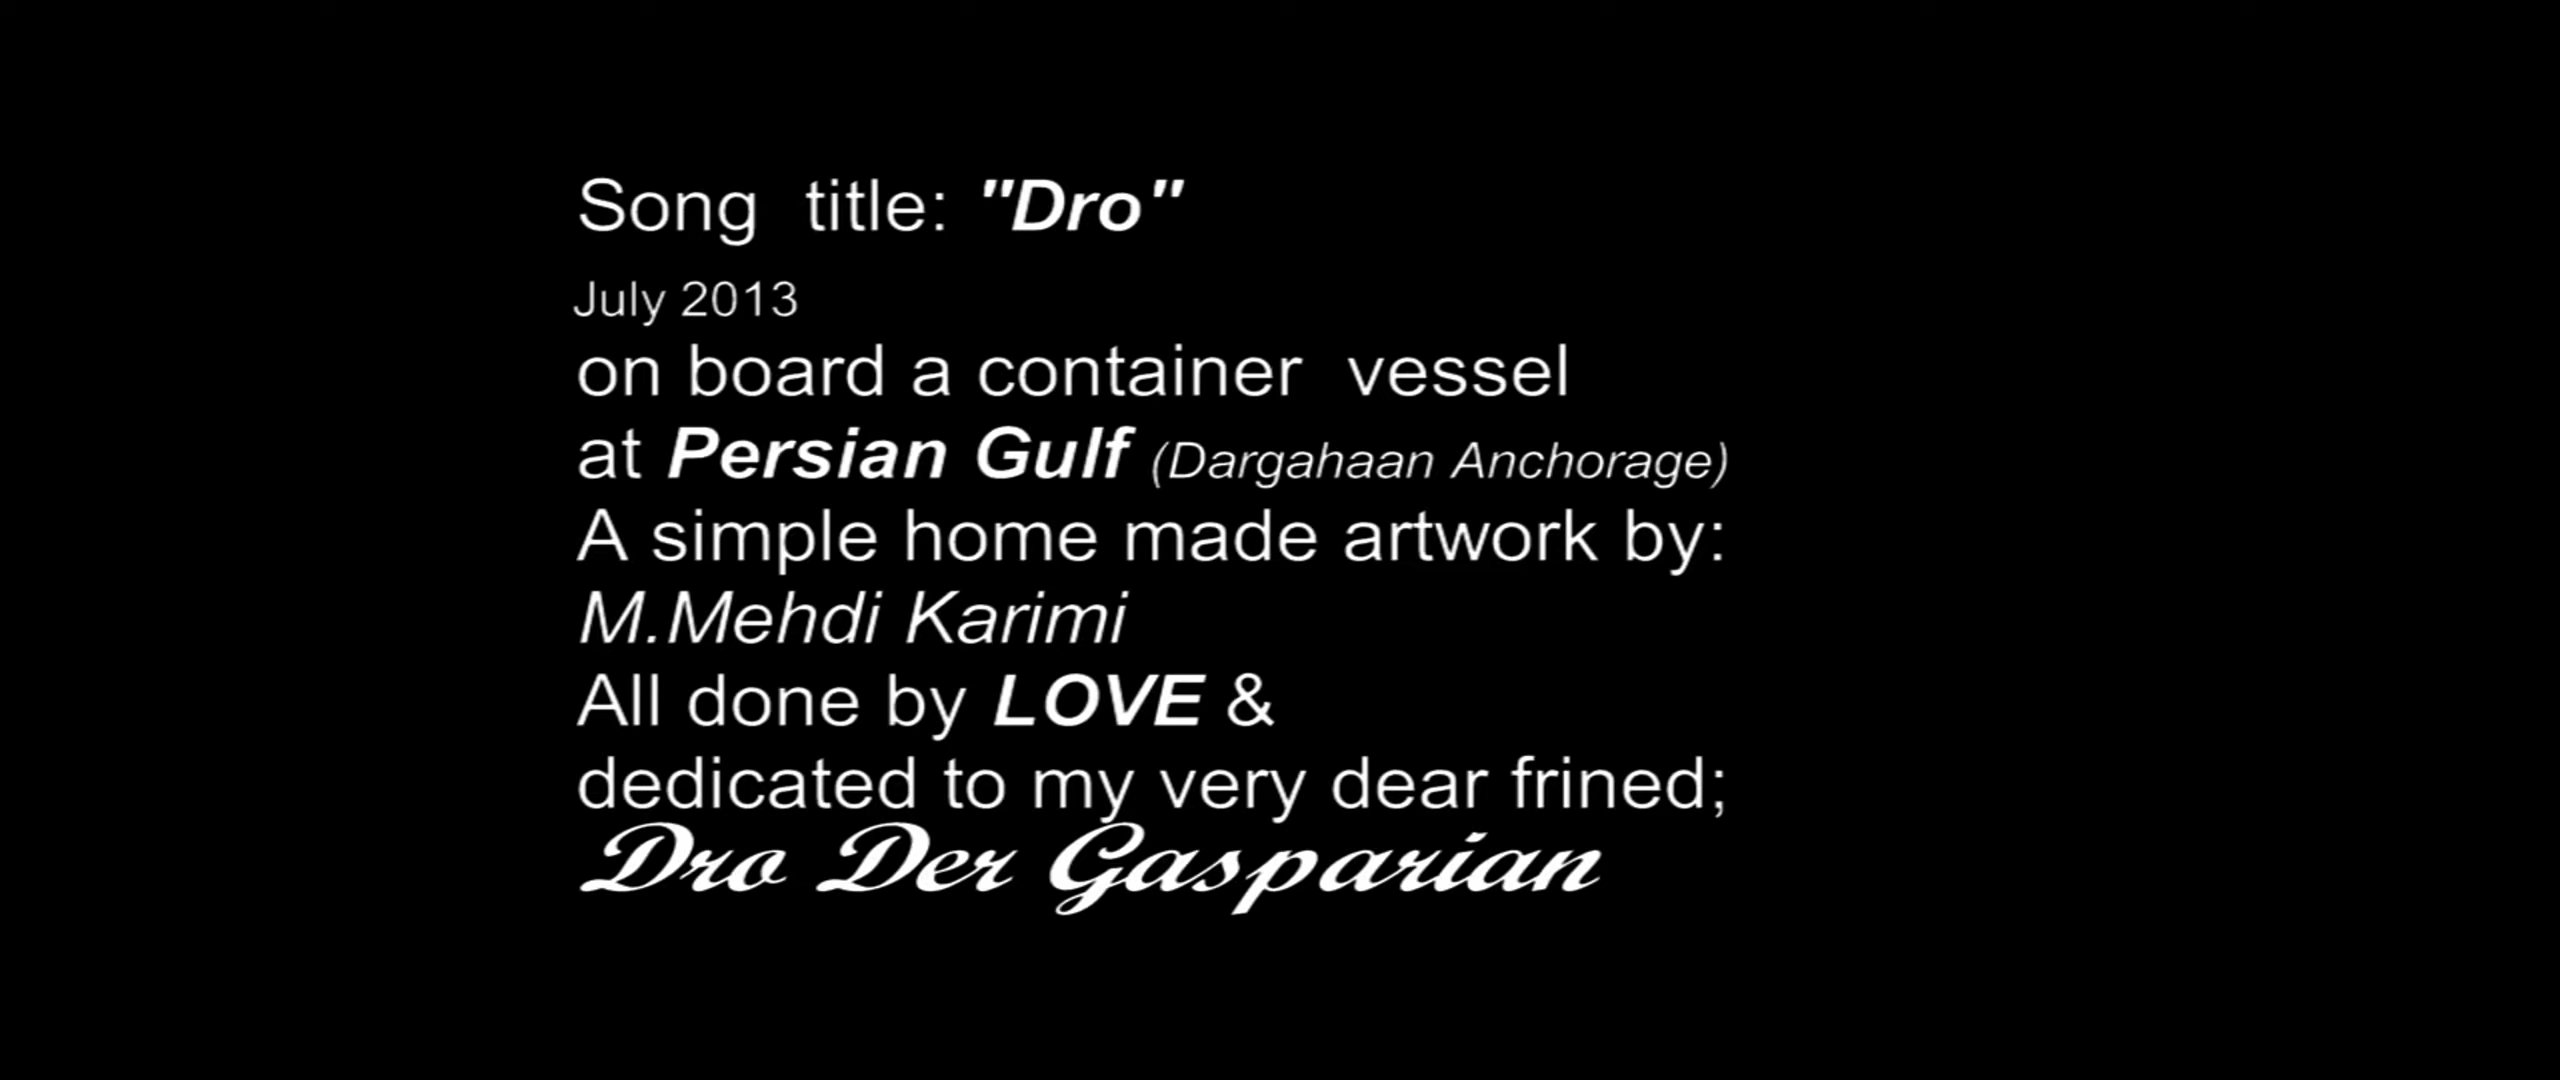 Song title: "Dro"
July 2013
on board a container vessel
at Persian Gulf (Dargahaan Anchorage)
A simple home made artwork by:
M.Mehdi Karimi
All done by LOVE &
dedicated to my very dear frined;
Dro Der Gasparian